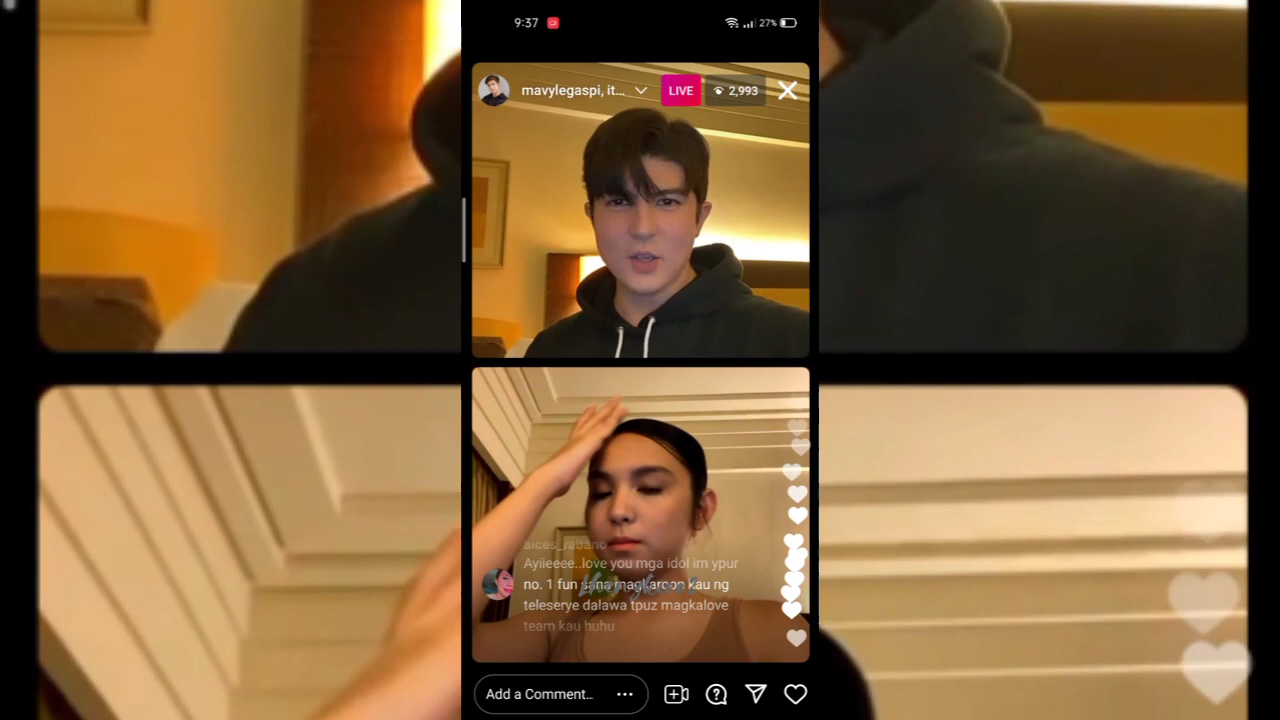 9:37
27%
mavylegaspi, it...
LIVE
2,993
aices_rabano
Ayiieeee..love you mga idol im ypur
no. 1 fun sana magkaroon kau ng
teleserye dalawa tpuz magkalove
team kau huhu
Add a Comment...